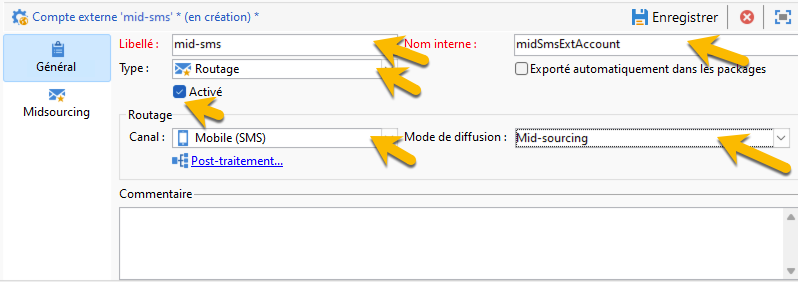 Compte externe 'mid-sms' * (en création) *
Enregistrer
Général
Midsourcing
Libellé : mid-sms Nom interne : midSmsExtAccount
Type : Routage Exporté automatiquement dans les packages
Activé
Routage
Canal : Mobile (SMS) Mode de diffusion : Mid-sourcing
Post-traitement...
Commentaire